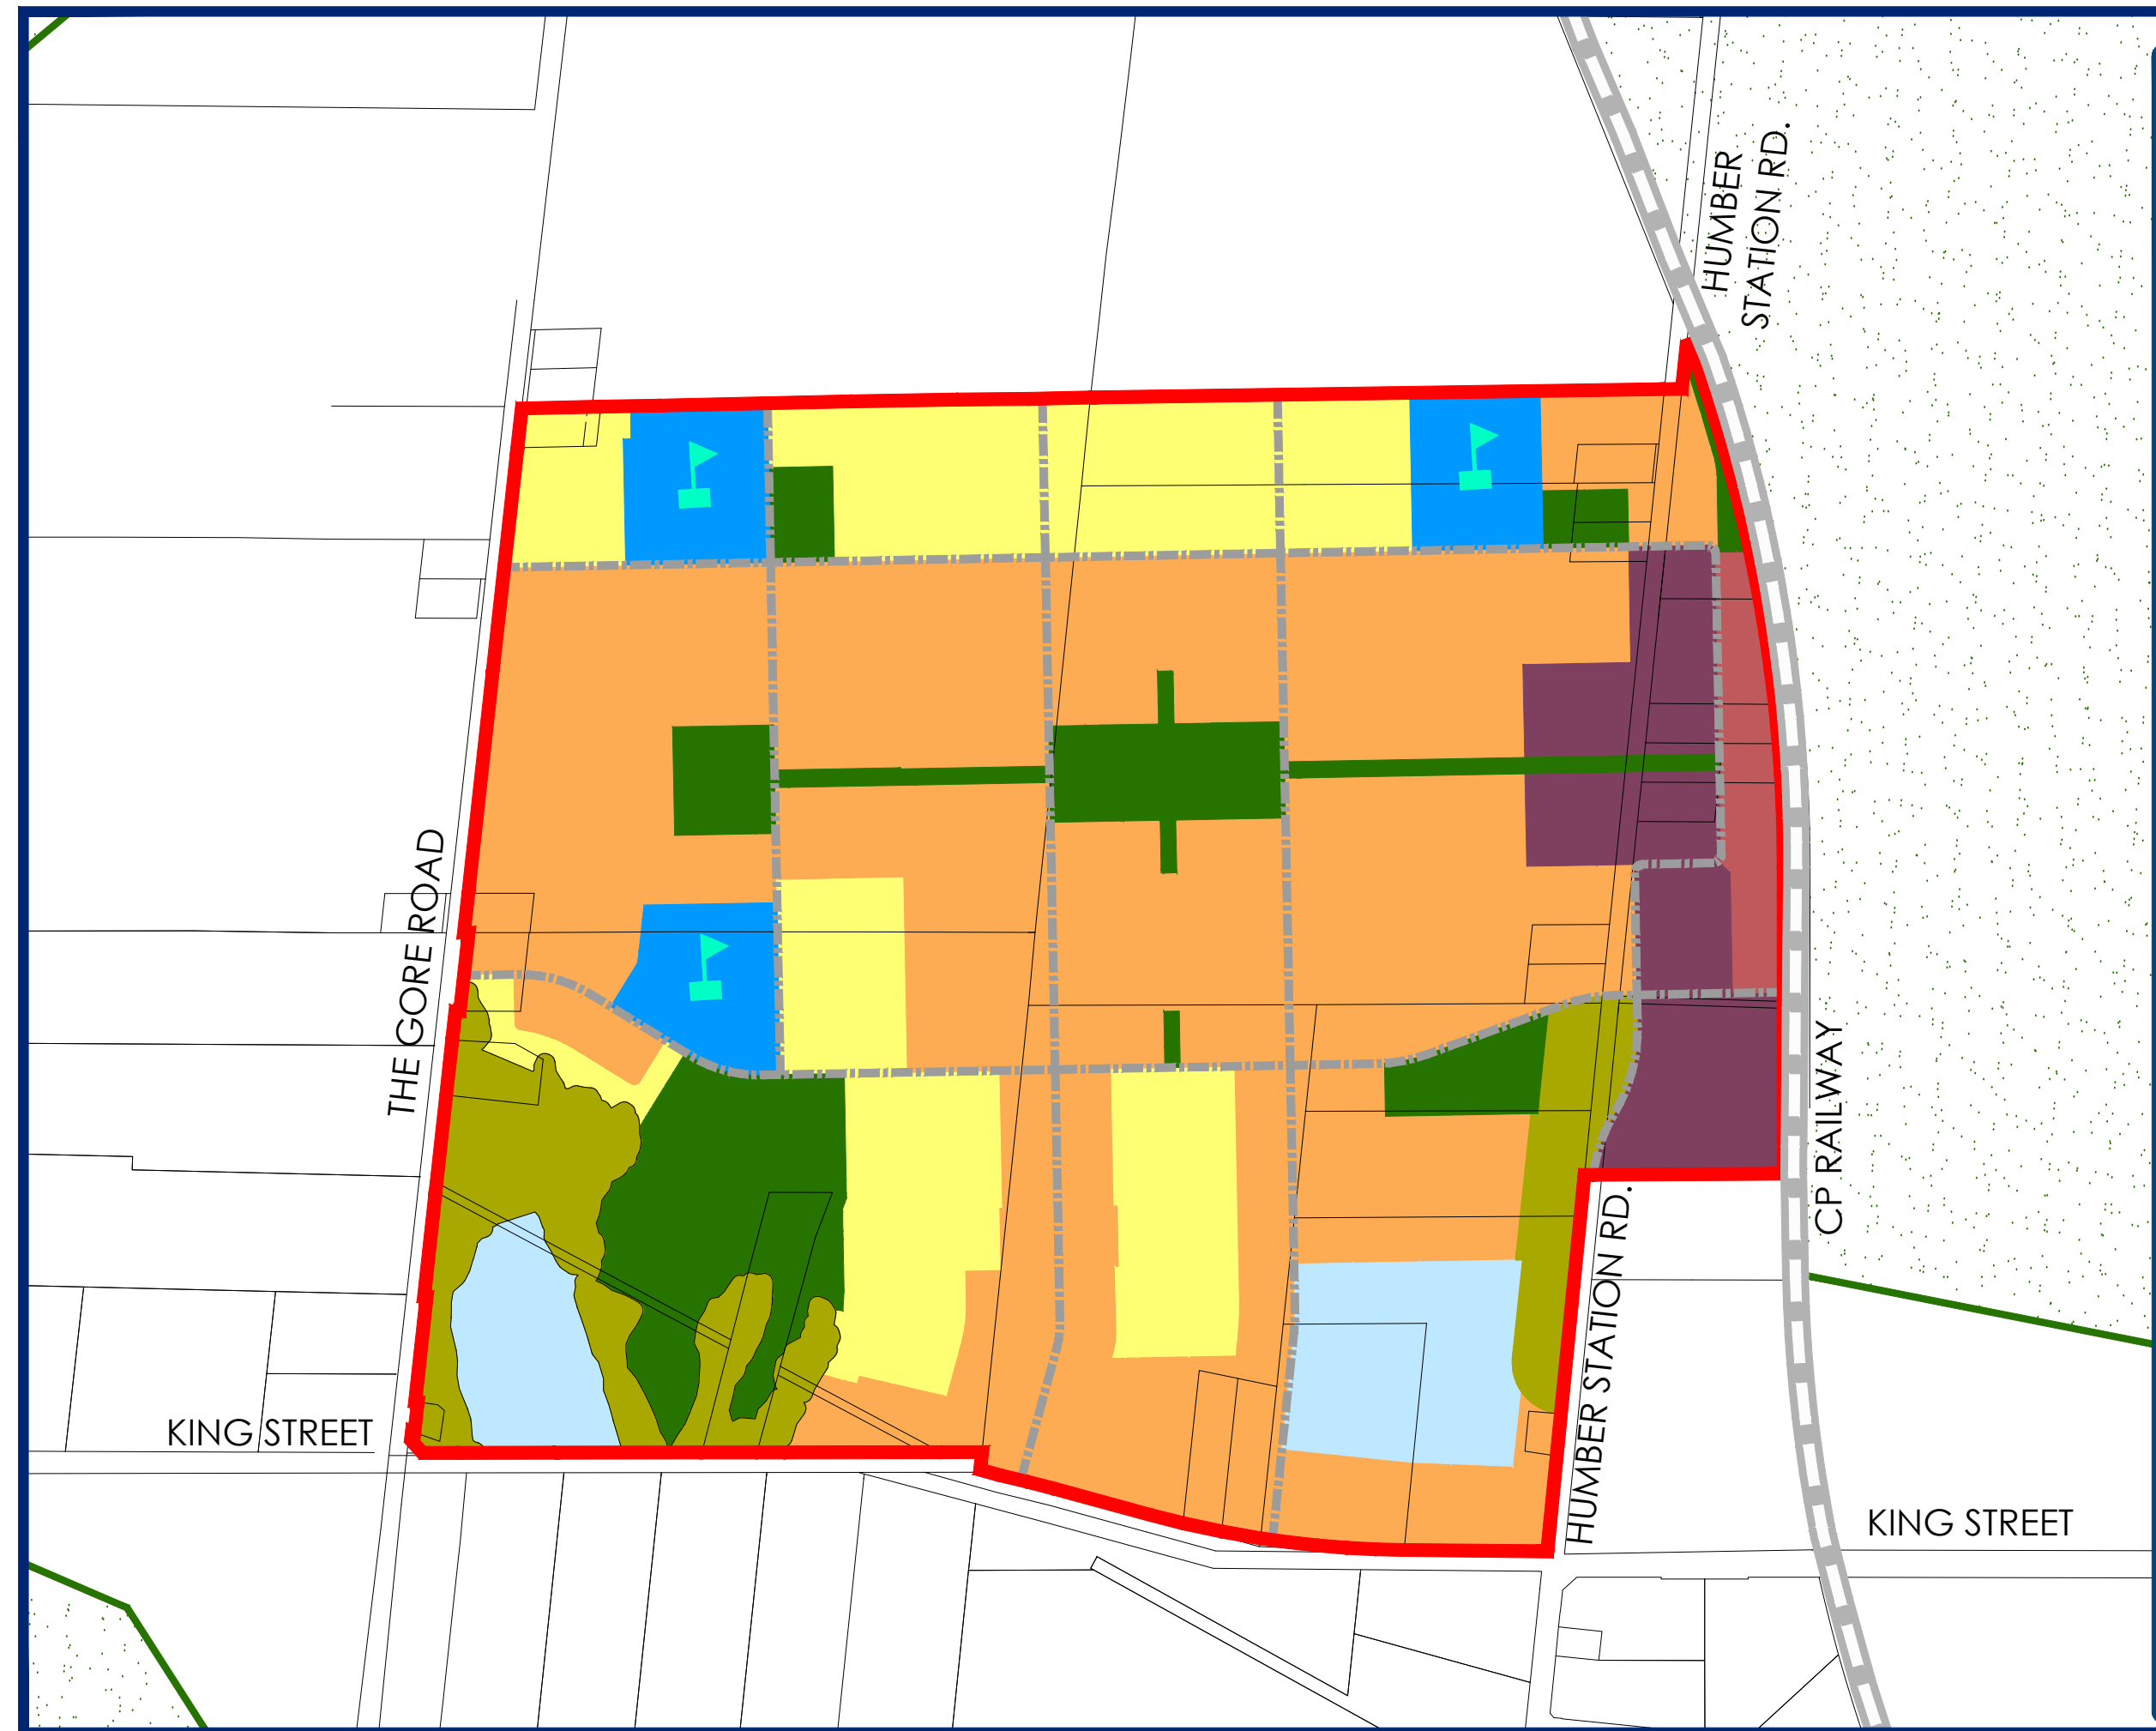 HUMBER
STATION RD.
THE GORE ROAD
CP RAILWAY
HUMBER STATION RD.
KING STREET
KING STREET